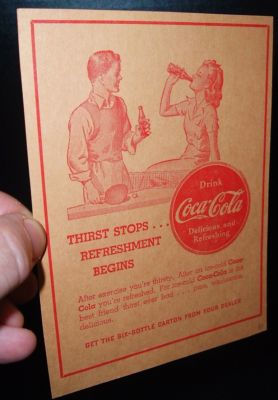 THIRST STOPS...
REFRESHMENT
BEGINS
Drink
Coca-Cola
Delicious and
Refreshing
After exercise you're thirsty. After an ice-cold Coca-
Cola you're refreshed. For ice-cold Coca-Cola is the
best friend thirst ever had ... pure, wholesome,
delicious.
GET THE SIX-BOTTLE CARTON FROM YOUR DEALER